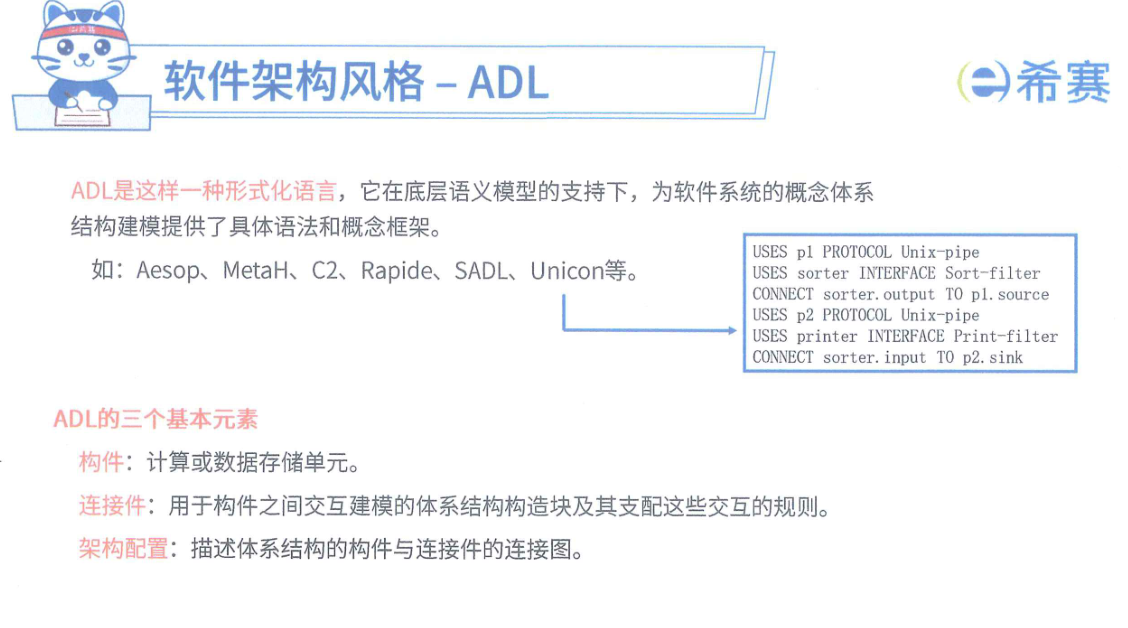 软件架构风格 – ADL
希赛
ADL是这样一种形式化语言，它在底层语义模型的支持下，为软件系统的概念体系
结构建模提供了具体语法和概念框架。
如：Aesop、MetaH、C2、Rapide、SADL、Unicon等。
USES p1 PROTOCOL Unix-pipe
USES sorter INTERFACE Sort-filter
CONNECT sorter.output TO p1.source
USES p2 PROTOCOL Unix-pipe
USES printer INTERFACE Print-filter
CONNECT sorter.input TO p2.sink
ADL的三个基本元素
构件：计算或数据存储单元。
连接件：用于构件之间交互建模的体系结构构造块及其支配这些交互的规则。
架构配置：描述体系结构的构件与连接件的连接图。